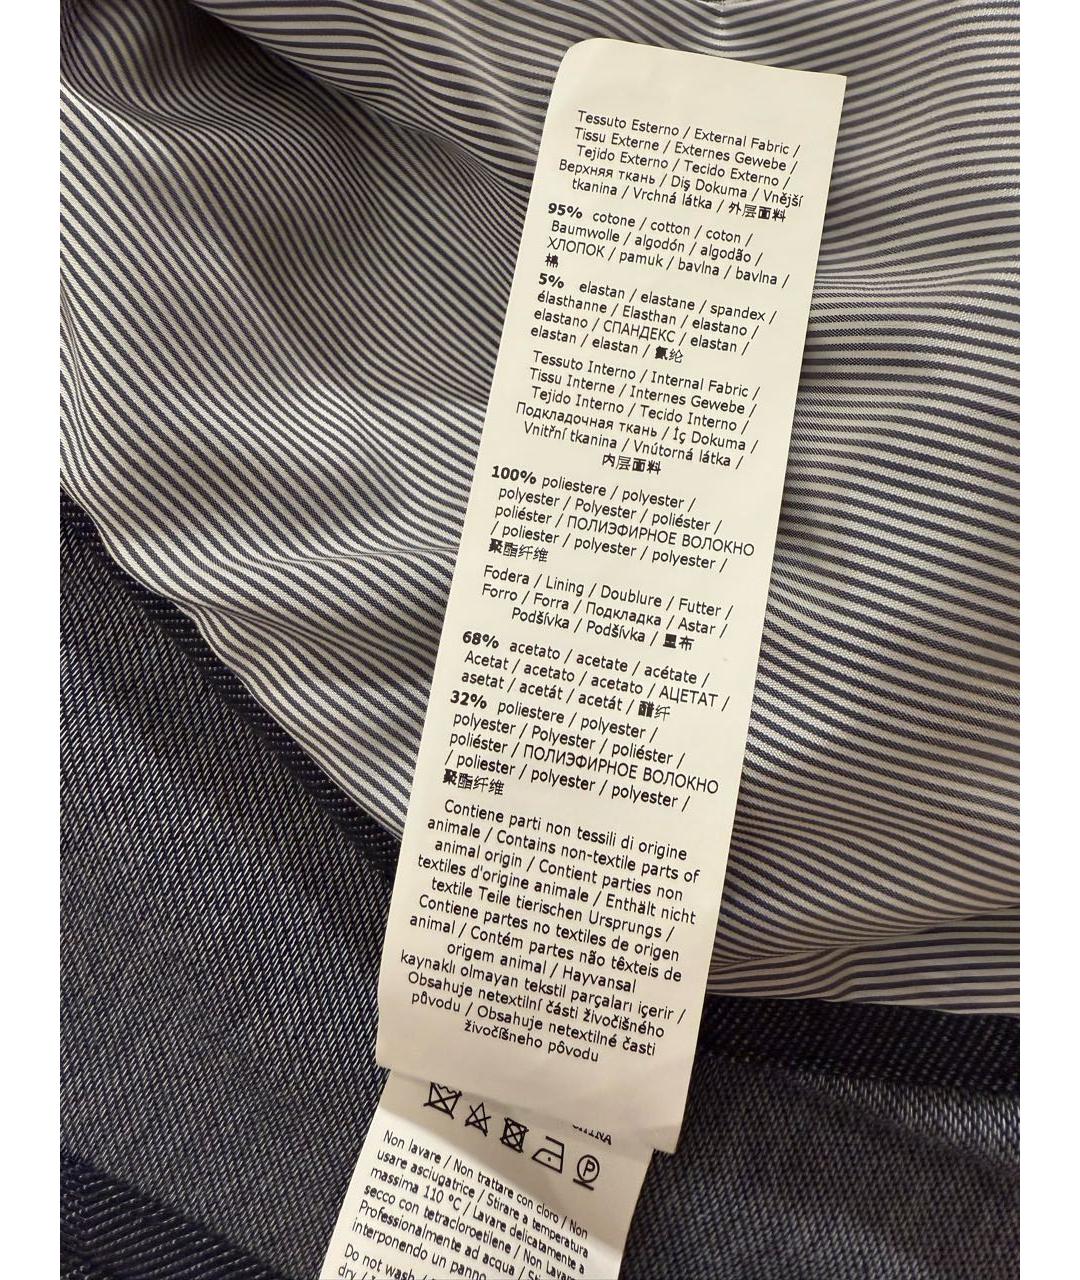 Tessuto Esterno / External Fabric /
Tissu Externe / Externes Gewebe /
Tejido Externo / Tecido Externo /
Верхняя ткань / Diş Dokuma / Vnější
tkanina / Vrchná látka / 外层面料
95% cotone / cotton / coton /
Baumwolle / algodón / algodão /
ХЛОПОК / pamuk / bavlna / bavlna /
棉
5% elastan / elastane / spandex /
élasthanne / Elasthan / elastano /
elastano / СПАНДЕКС / elastan /
elastan / elastan / 氨纶
Tessuto Interno / Internal Fabric /
Tissu Interne / Internes Gewebe /
Tejido Interno / Tecido Interno /
Подкладочная ткань / İç Dokuma /
Vnitřní tkanina / Vnútorná látka /
内层面料
100% poliestere / polyester /
polyester / Polyester / poliéster /
poliéster / ПОЛИЭФИРНОЕ ВОЛОКНО
/ poliester / polyester / polyester /
聚酯纤维
Fodera / Lining / Doublure / Futter /
Forro / Forra / Подкладка / Astar /
Podšívka / Podšívka / 里布
68% acetato / acetate / acétate /
Acetat / acetato / acetato / АЦЕТАТ /
asetat / acetát / acetát / 醋纤
32% poliestere / polyester /
polyester / Polyester / poliéster /
poliéster / ПОЛИЭФИРНОЕ ВОЛОКНО
/ poliester / polyester / polyester /
聚酯纤维
Contiene parti non tessili di origine
animale / Contains non-textile parts of
animal origin / Contient parties non
textiles d'origine animale / Enthält nicht
textile Teile tierischen Ursprungs /
Contiene partes no textiles de origen
animal / Contém partes não têxteis de
origem animal / Hayvansal
kaynaklı olmayan tekstil parçaları içerir /
Obsahuje netextilní části živočišného
původu / Obsahuje netextilné časti
živočíšneho pôvodu
CHINA
P
Non lavare / Non trattare con cloro / Non
usare asciugatrice / Stirare a temperatura
massima 110 °C / Lavare delicatamente a
secco con tetracloroetilene / Non Lavare
Professionalmente ad acqua /
interponendo un panno
Do not wash /
dry /